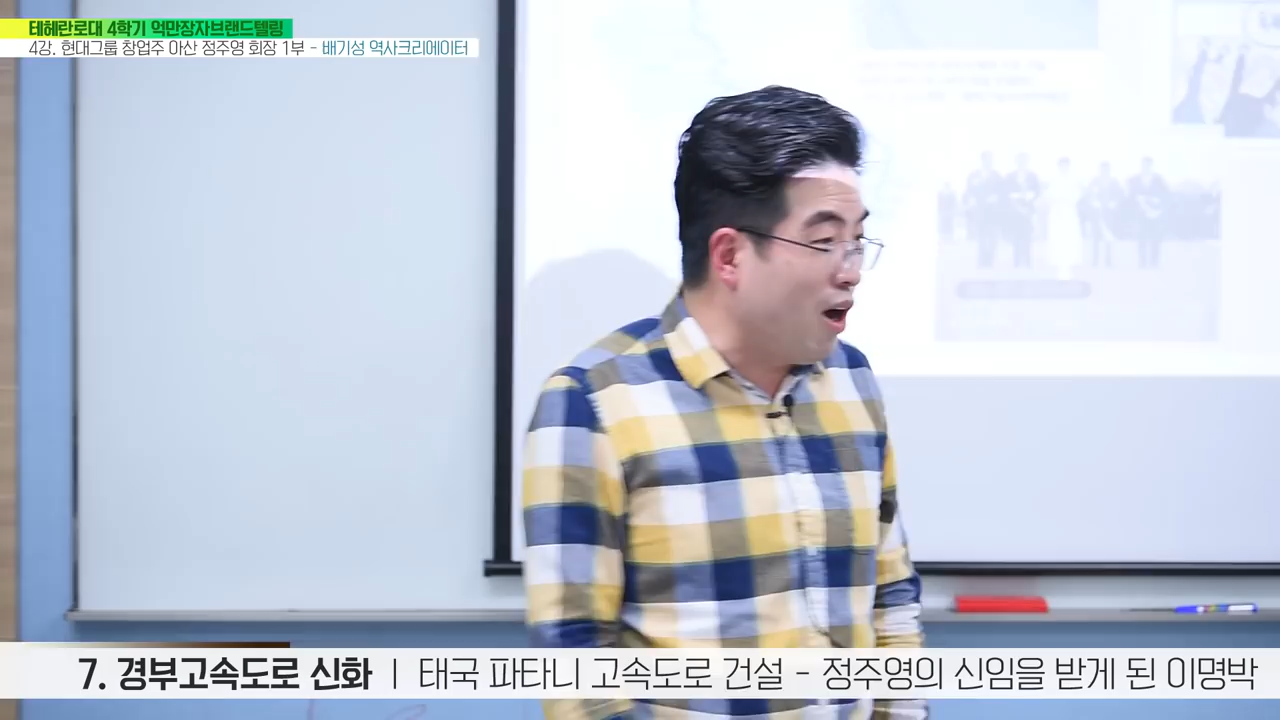 테헤란로대 4학기 억만장자브랜드텔링
4강. 현대그룹 창업주 아산 정주영 회장 1부 - 배기성 역사크리에이터
7. 경부고속도로 신화 | 태국 파타니 고속도로 건설 - 정주영의 신임을 받게 된 이명박